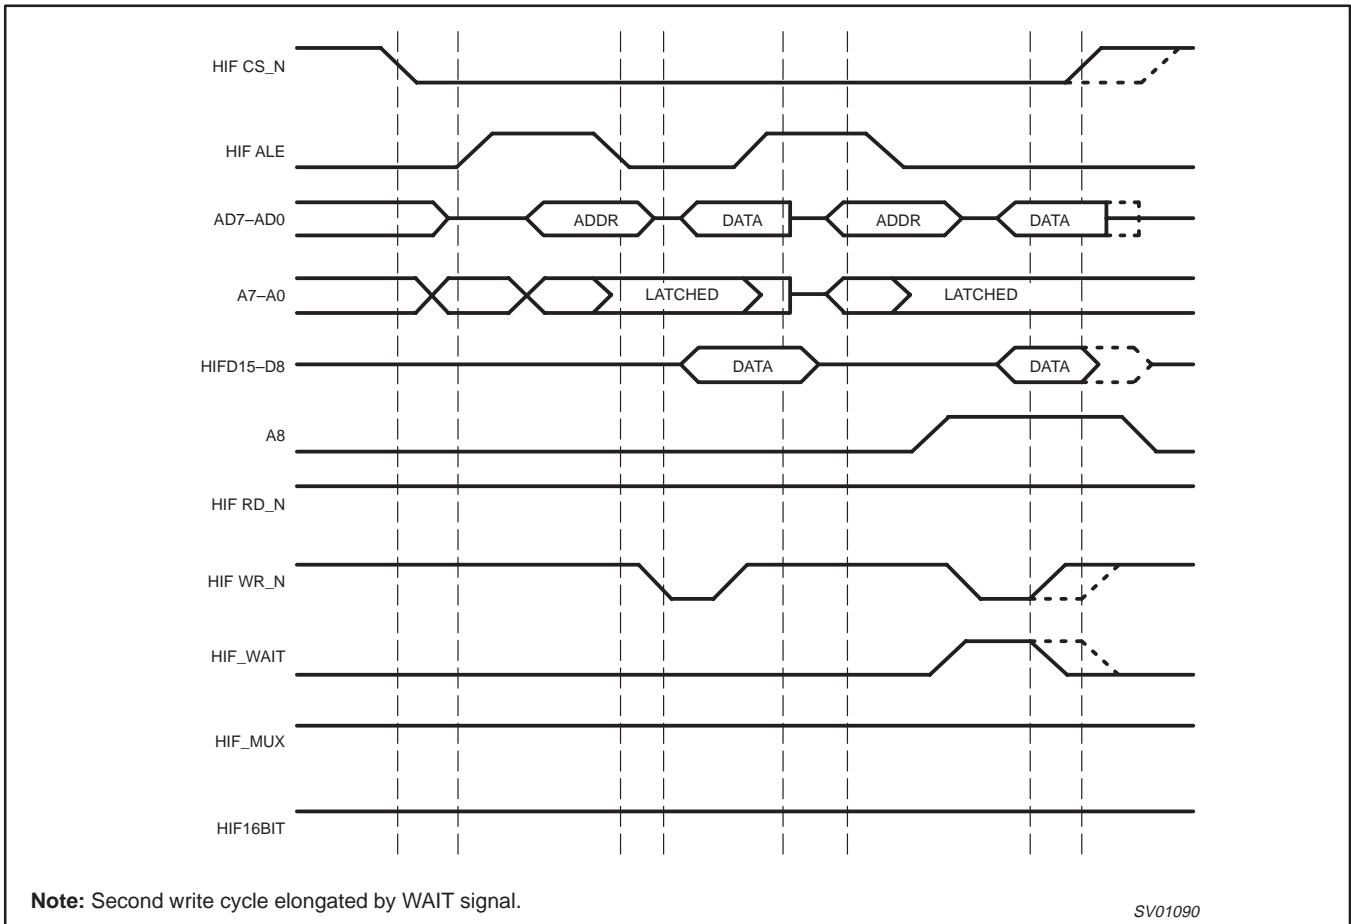 HIF CS_N
HIF ALE
AD7–AD0
ADDR
DATA
ADDR
DATA
A7–A0
LATCHED
LATCHED
HIFD15–D8
DATA
DATA
A8
HIF RD_N
HIF WR_N
HIF_WAIT
HIF_MUX
HIF16BIT
Note: Second write cycle elongated by WAIT signal.
SV01090